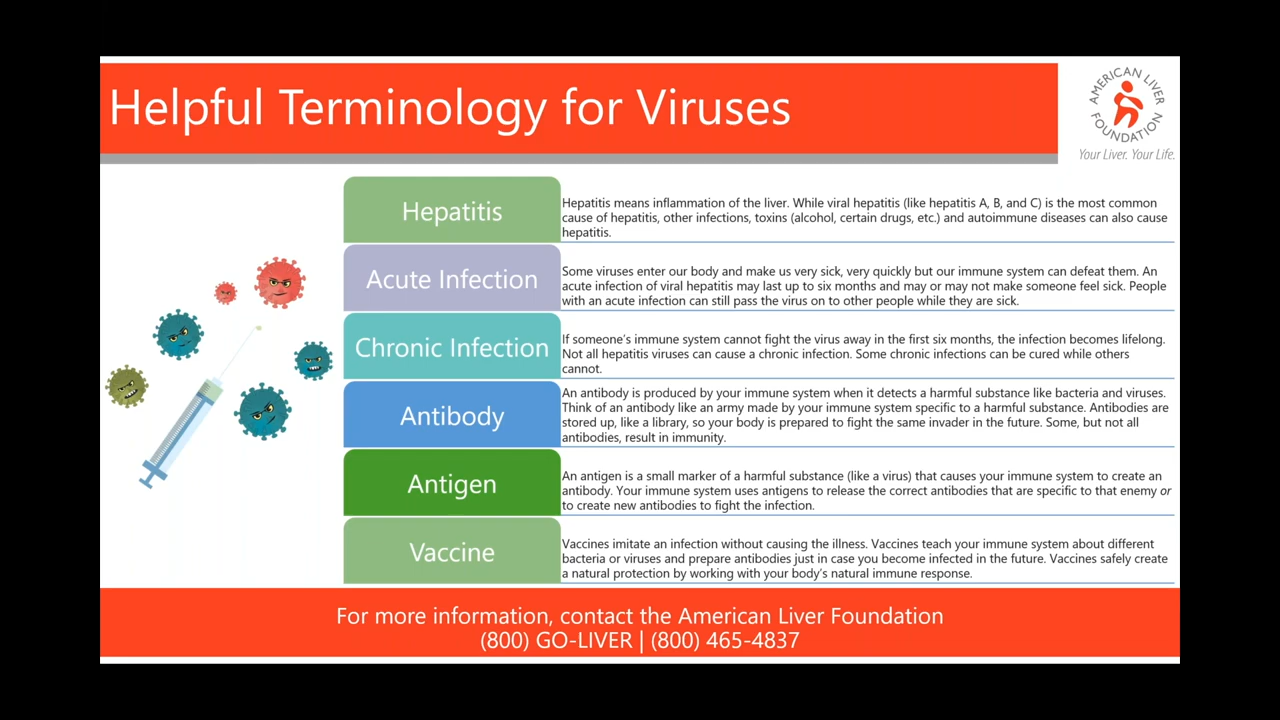 Helpful Terminology for Viruses
AMERICAN LIVER FOUNDATION
Your Liver. Your Life.
Hepatitis
Hepatitis means inflammation of the liver. While viral hepatitis (like hepatitis A, B, and C) is the most common
cause of hepatitis, other infections, toxins (alcohol, certain drugs, etc.) and autoimmune diseases can also cause
hepatitis.
Acute Infection
Some viruses enter our body and make us very sick, very quickly but our immune system can defeat them. An
acute infection of viral hepatitis may last up to six months and may or may not make someone feel sick. People
with an acute infection can still pass the virus on to other people while they are sick.
Chronic Infection
If someone's immune system cannot fight the virus away in the first six months, the infection becomes lifelong.
Not all hepatitis viruses can cause a chronic infection. Some chronic infections can be cured while others
cannot.
Antibody
An antibody is produced by your immune system when it detects a harmful substance like bacteria and viruses.
Think of an antibody like an army made by your immune system specific to a harmful substance. Antibodies are
stored up, like a library, so your body is prepared to fight the same invader in the future. Some, but not all
antibodies, result in immunity.
Antigen
An antigen is a small marker of a harmful substance (like a virus) that causes your immune system to create an
antibody. Your immune system uses antigens to release the correct antibodies that are specific to that enemy or
to create new antibodies to fight the infection.
Vaccine
Vaccines imitate an infection without causing the illness. Vaccines teach your immune system about different
bacteria or viruses and prepare antibodies just in case you become infected in the future. Vaccines safely create
a natural protection by working with your body's natural immune response.
For more information, contact the American Liver Foundation
(800) GO-LIVER | (800) 465-4837